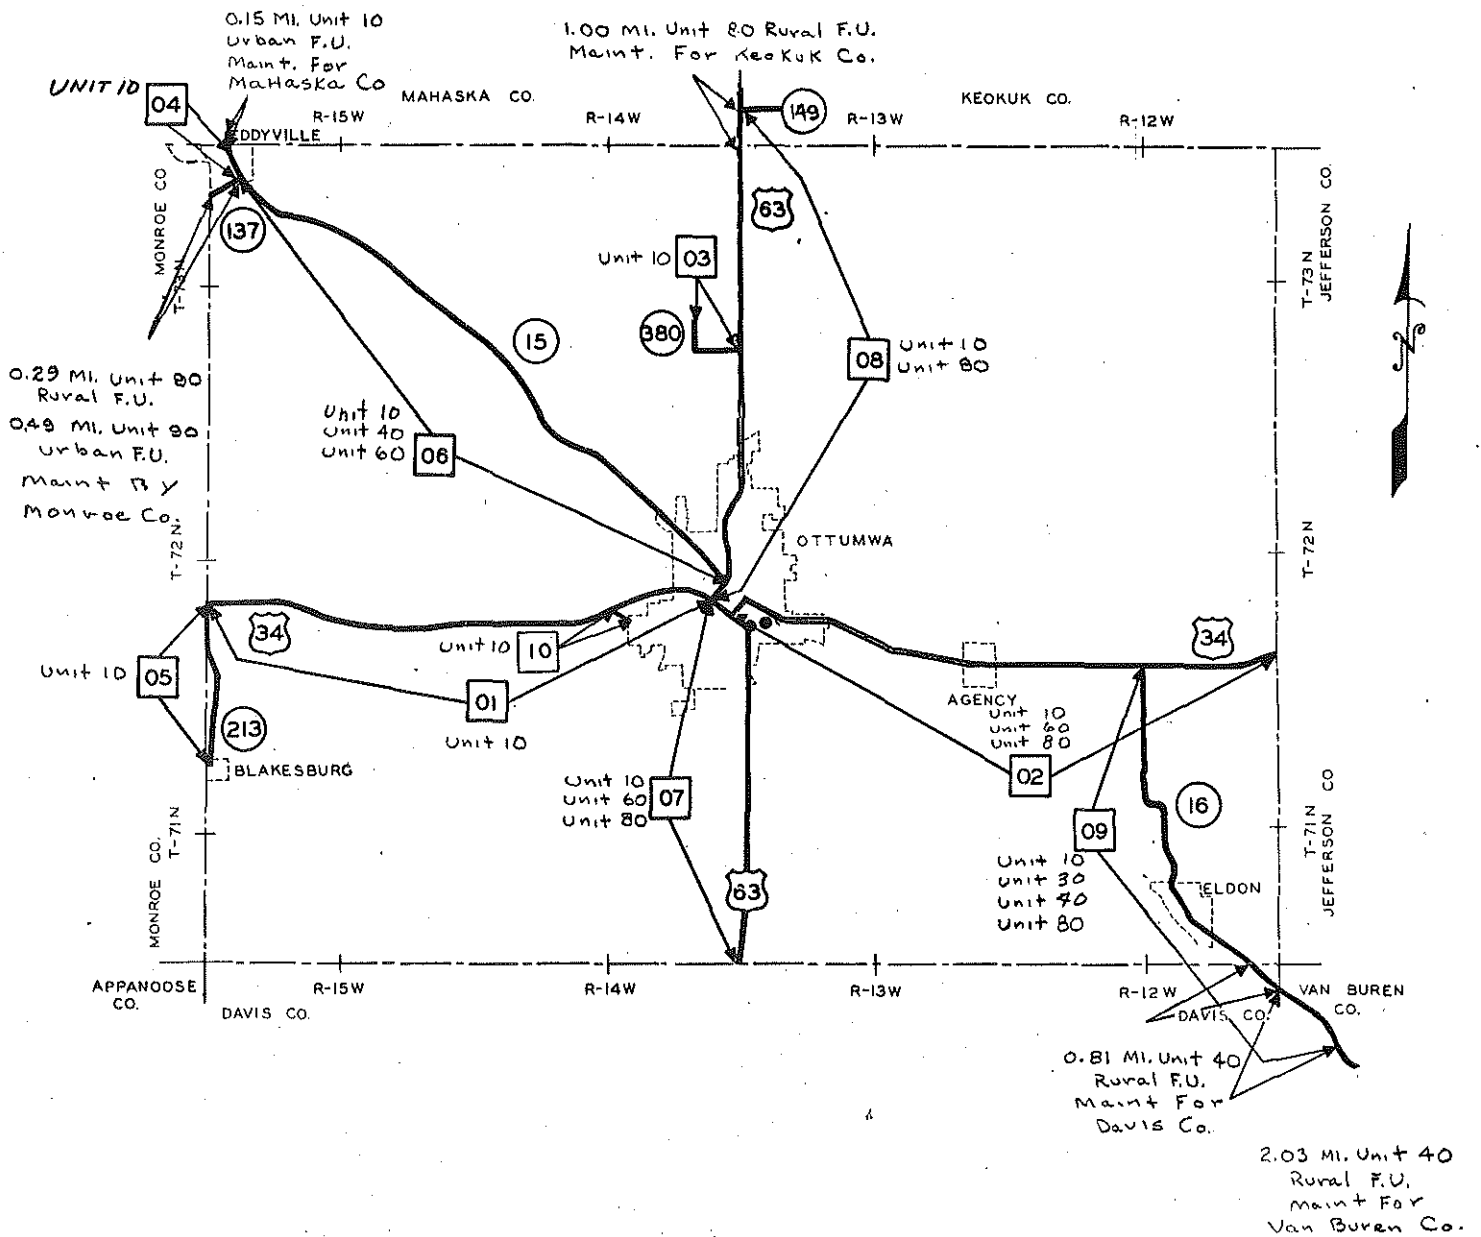 0.15 MI. Unit 10
Urban F.U.
Maint. For
Mahaska Co
1.00 MI. Unit 80 Rural F.U.
Maint. For Keokuk Co.
UNIT 10
04
MAHASKA CO.
KEOKUK CO.
R-15W
R-14W
149
R-13W
R-12W
EDDYVILLE
MONROE CO
T-73N
137
63
Unit 10 03
380
15
08
Unit 10
Unit 80
T-73N
JEFFERSON CO.
N
0.29 MI. Unit 80
Rural F.U.
0.49 MI. Unit 90
Urban F.U.
Maint By
Monroe Co.
Unit 10
Unit 40
Unit 60
06
T-72N
OTTUMWA
T-72N
34
Unit 10 10
34
Unit 10 05
01
Unit 10
213
BLAKESBURG
AGENCY
Unit 10
Unit 60
Unit 80
02
Unit 10
Unit 60
Unit 80
07
16
09
Unit 10
Unit 30
Unit 40
Unit 80
T-71N
MONROE CO.
63
ELDON
T-71N
JEFFERSON CO
APPANOOSE
CO.
DAVIS CO.
R-15W
R-14W
R-13W
R-12W
DAVIS CO.
VAN BUREN
CO.
0.81 MI. Unit 40
Rural F.U.
Maint For
Davis Co.
2.03 MI. Unit 40
Rural F.U.
Maint For
Van Buren Co.